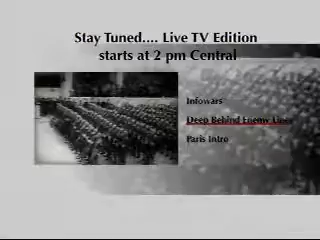 Stay Tuned.... Live TV Edition
starts at 2 pm Central
Infowars
Deep Behind Enemy Lines
Paris Intro